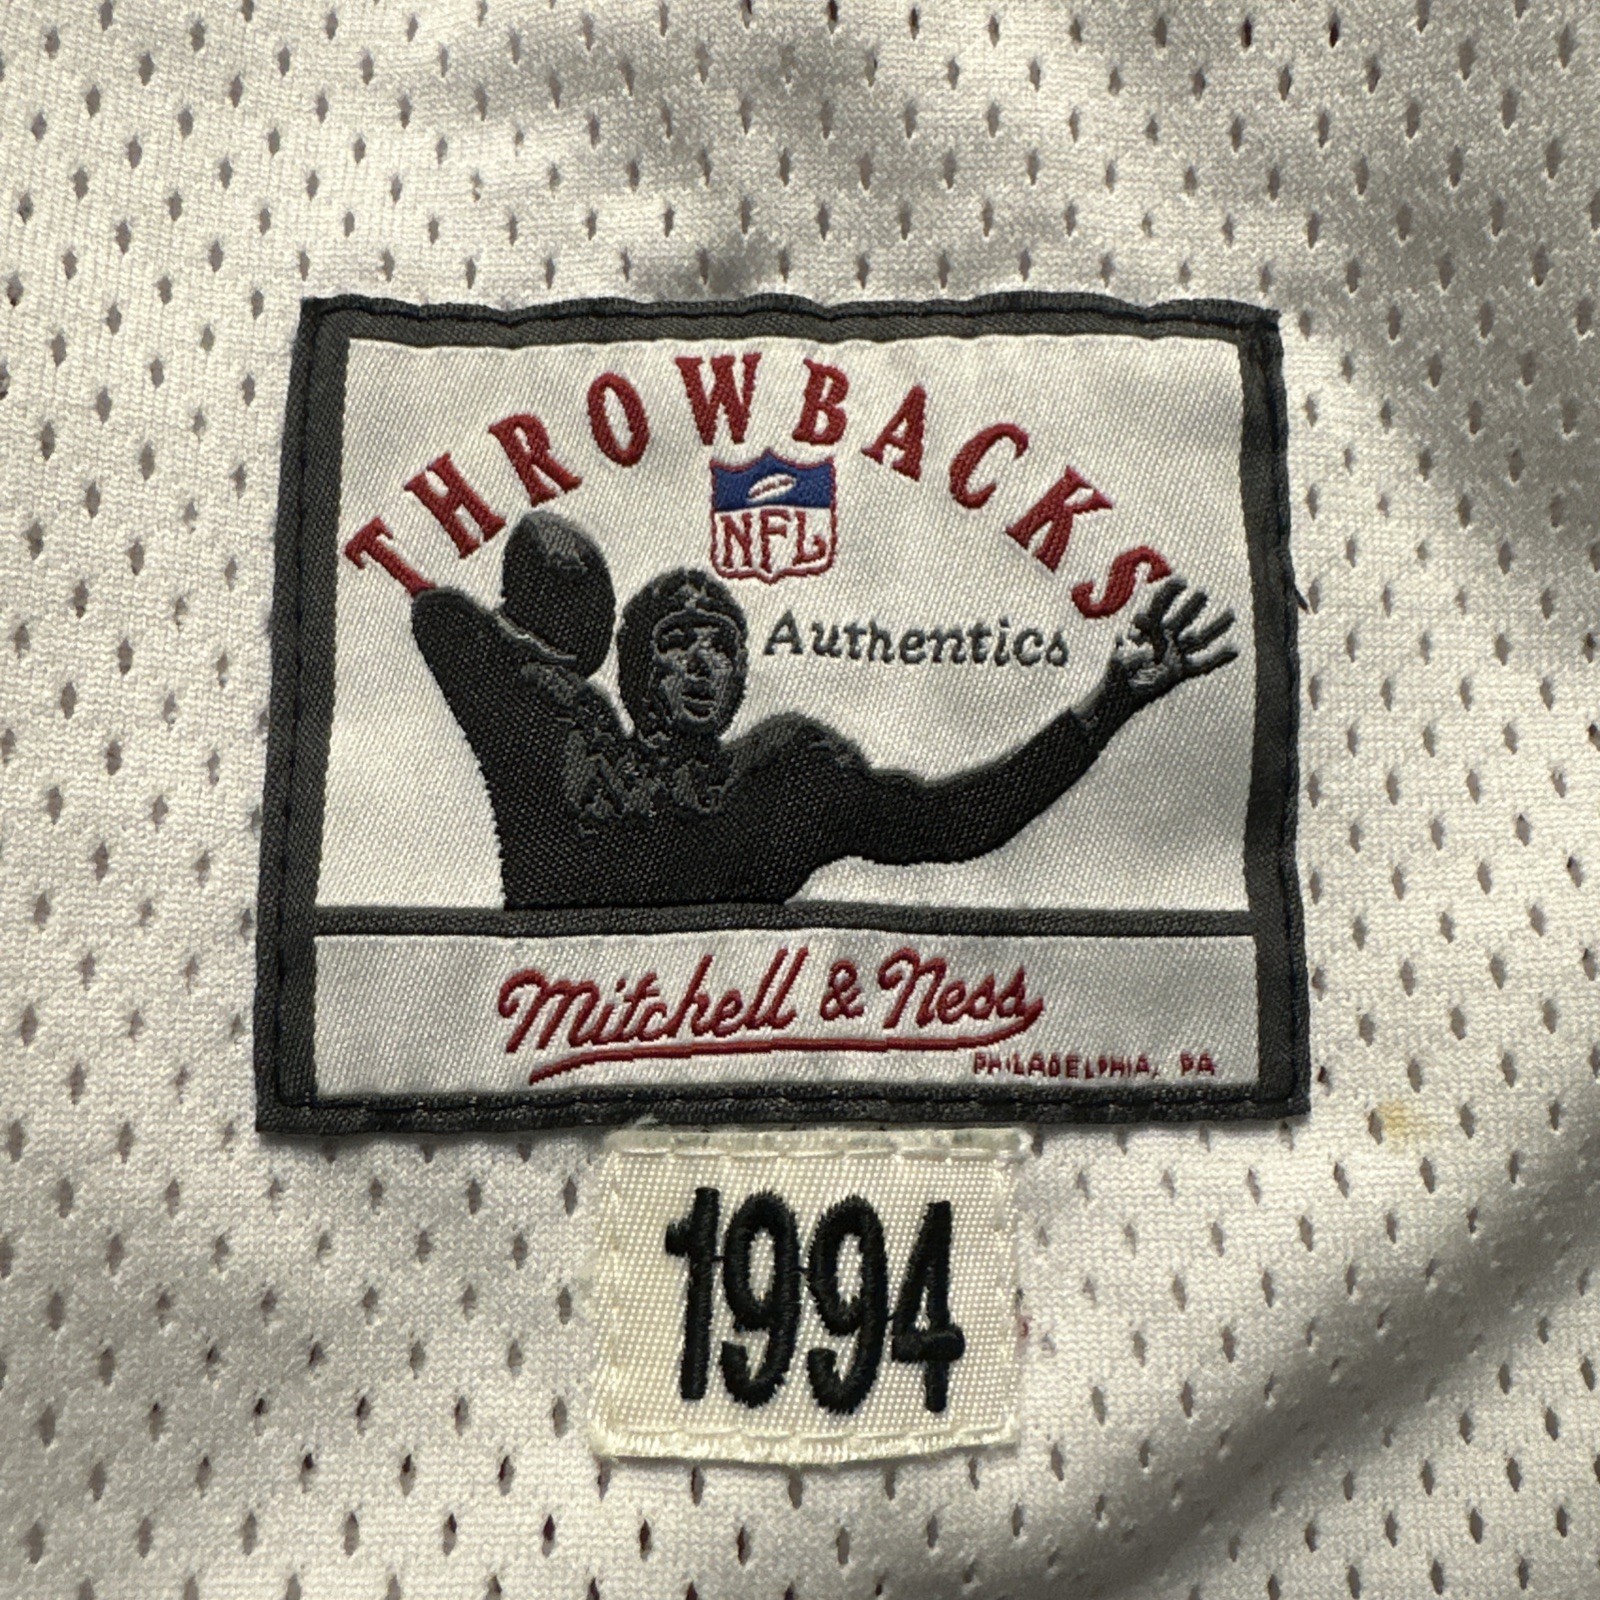 THROWBACKS
NFL
Authentics
Mitchell & Ness
PHILADELPHIA, PA
1994